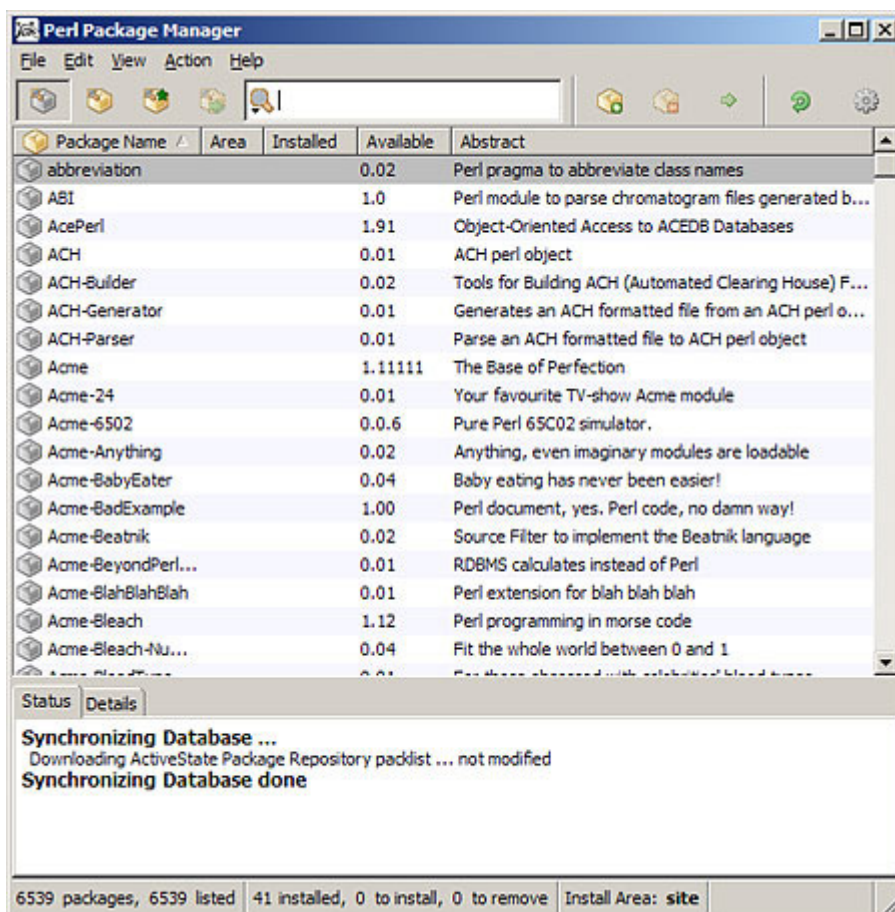 Perl Package Manager
File Edit View Action Help
Package Name Area Installed Available Abstract
abbreviation 0.02 Perl pragma to abbreviate class names
ABI 1.0 Perl module to parse chromatogram files generated b...
AcePerl 1.91 Object-Oriented Access to ACEDB Databases
ACH 0.01 ACH perl object
ACH-Builder 0.02 Tools for Building ACH (Automated Clearing House) F...
ACH-Generator 0.01 Generates an ACH formatted file from an ACH perl o...
ACH-Parser 0.01 Parse an ACH formatted file to ACH perl object
Acme 1.11111 The Base of Perfection
Acme-24 0.01 Your favourite TV-show Acme module
Acme-6502 0.0.6 Pure Perl 65C02 simulator.
Acme-Anything 0.02 Anything, even imaginary modules are loadable
Acme-BabyEater 0.04 Baby eating has never been easier!
Acme-BadExample 1.00 Perl document, yes. Perl code, no damn way!
Acme-Beatnik 0.02 Source Filter to implement the Beatnik language
Acme-BeyondPerl... 0.01 RDBMS calculates instead of Perl
Acme-BlahBlahBlah 0.01 Perl extension for blah blah blah
Acme-Bleach 1.12 Perl programming in morse code
Acme-Bleach-Nu... 0.04 Fit the whole world between 0 and 1
Status Details
Synchronizing Database ...
Downloading ActiveState Package Repository packlist ... not modified
Synchronizing Database done
6539 packages, 6539 listed 41 installed, 0 to install, 0 to remove Install Area: site